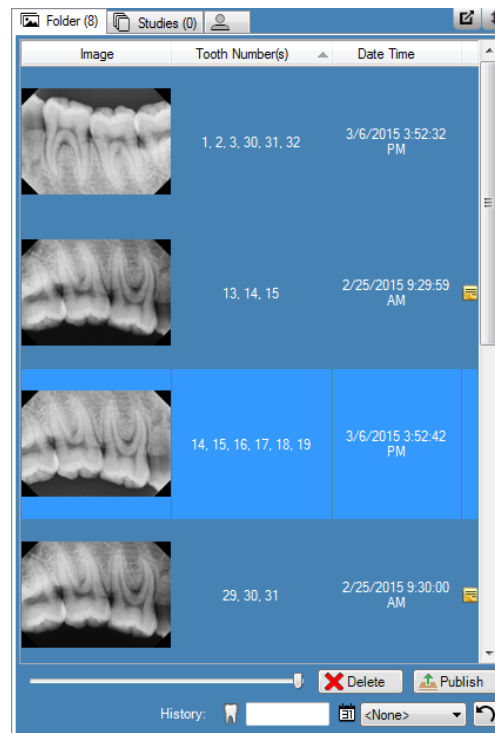 Folder (8) Studies (0)
Image Tooth Number(s) Date Time
1, 2, 3, 30, 31, 32 3/6/2015 3:52:32
PM
13, 14, 15 2/25/2015 9:29:59
AM
14, 15, 16, 17, 18, 19 3/6/2015 3:52:42
PM
29, 30, 31 2/25/2015 9:30:00
AM
Delete Publish
History: 31 <None>